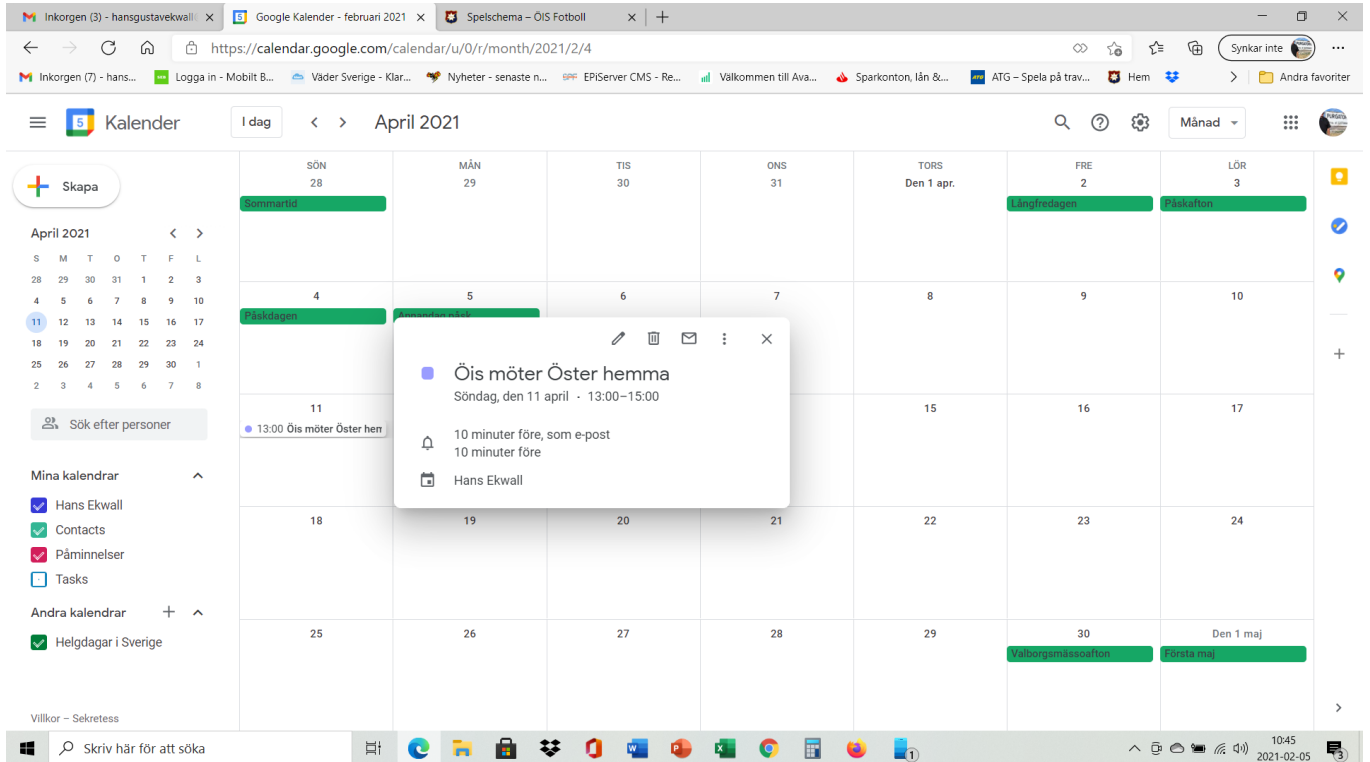 Inkorgen (3) - hansgustavekwall
Google Kalender - februari 2021
Spelschema – ÖIS Fotboll
https://calendar.google.com/calendar/u/0/r/month/2021/2/4
Synkar inte
Inkorgen (7) - hans...
Logga in - Mobilt B...
Väder Sverige - Klar...
Nyheter - senaste n...
EPiServer CMS - Re...
Välkommen till Ava...
Sparkonton, lån &...
ATG – Spela på trav...
Hem
Andra favoriter
Kalender
I dag
April 2021
Månad
Skapa
April 2021
S M T O T F L
28 29 30 31 1 2 3
4 5 6 7 8 9 10
11 12 13 14 15 16 17
18 19 20 21 22 23 24
25 26 27 28 29 30 1
2 3 4 5 6 7 8
Sök efter personer
Mina kalendrar
Hans Ekwall
Contacts
Påminnelser
Tasks
Andra kalendrar
Helgdagar i Sverige
Villkor – Sekretess
SÖN MÅN TIS ONS TORS FRE LÖR
28 29 30 31 Den 1 apr. 2 3
Sommartid Långfredagen Påskafton
4 5 6 7 8 9 10
Påskdagen Annandag påsk
Öis möter Öster hemma
Söndag, den 11 april - 13:00–15:00
10 minuter före, som e-post
10 minuter före
Hans Ekwall
11 15 16 17
13:00 Öis möter Öster hem
18 19 20 21 22 23 24
25 26 27 28 29 30 Den 1 maj
Valborgsmässoafton Första maj
Skriv här för att söka
10:45
2021-02-05